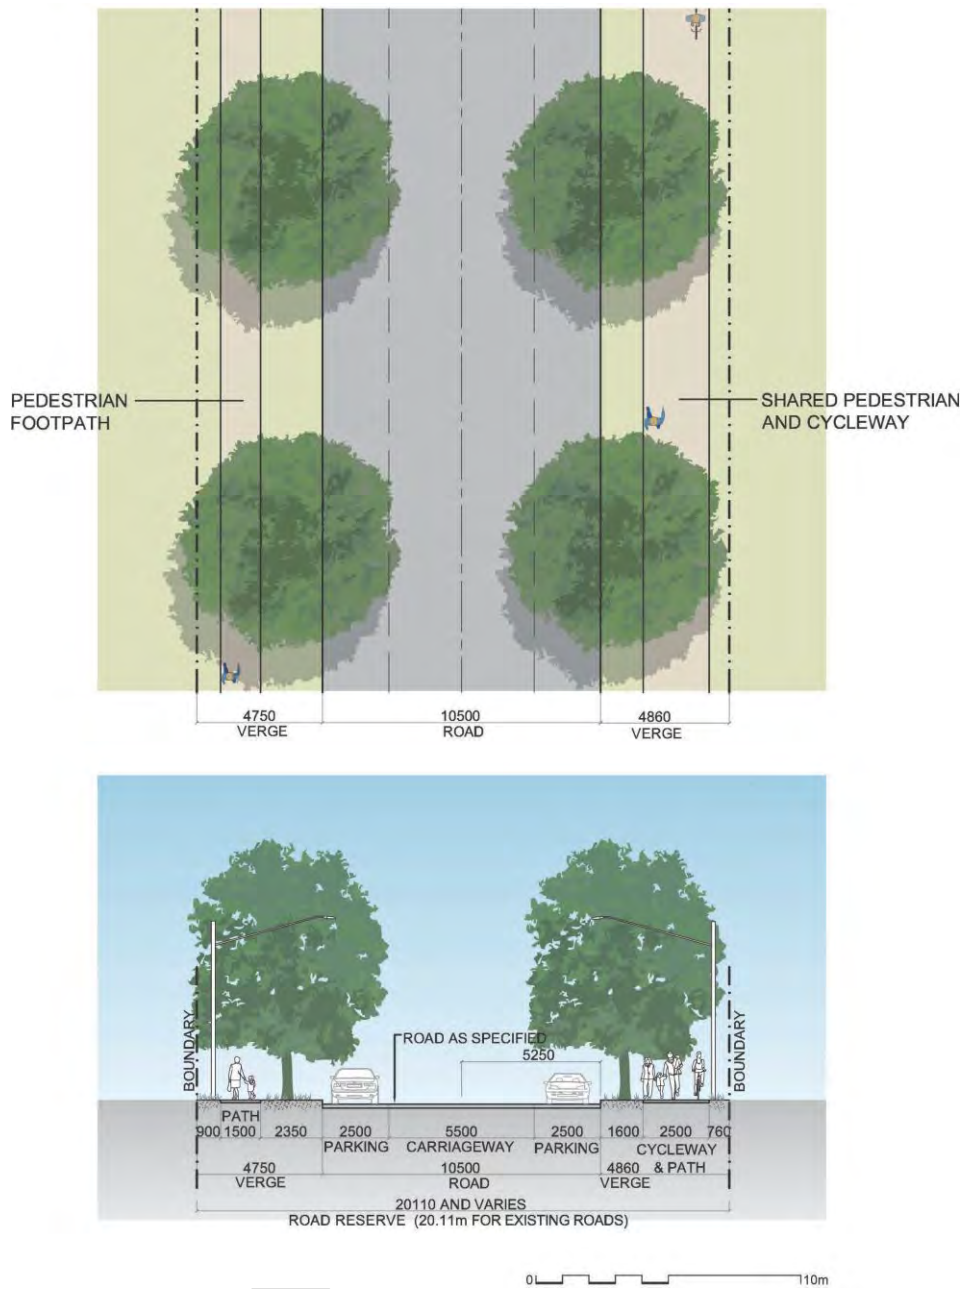 PEDESTRIAN
FOOTPATH
SHARED PEDESTRIAN
AND CYCLEWAY
4750
VERGE
10500
ROAD
4860
VERGE
BOUNDARY
BOUNDARY
ROAD AS SPECIFIED
5250
PATH
900 1500 2350 2500 5500 2500 1600 2500 760
PARKING CARRIAGEWAY PARKING CYCLEWAY
& PATH
4750 10500 4860
VERGE ROAD VERGE
20110 AND VARIES
ROAD RESERVE (20.11m FOR EXISTING ROADS)
0 10m